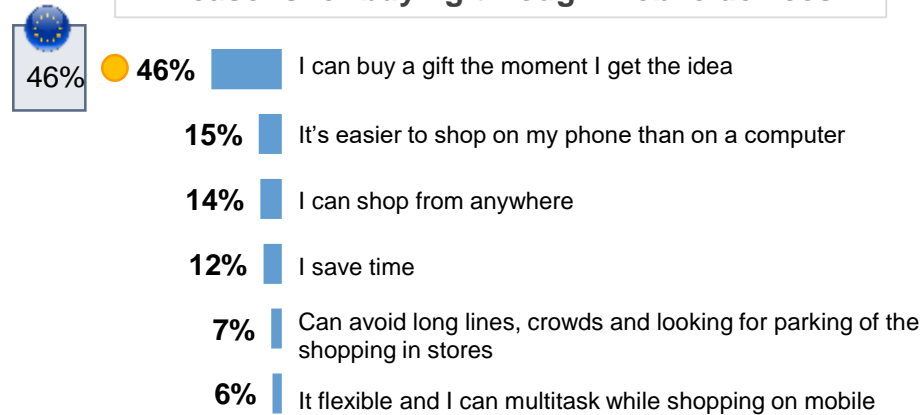 46%
46% I can buy a gift the moment I get the idea
15% It’s easier to shop on my phone than on a computer
14% I can shop from anywhere
12% I save time
7% Can avoid long lines, crowds and looking for parking of the
shopping in stores
6% It flexible and I can multitask while shopping on mobile